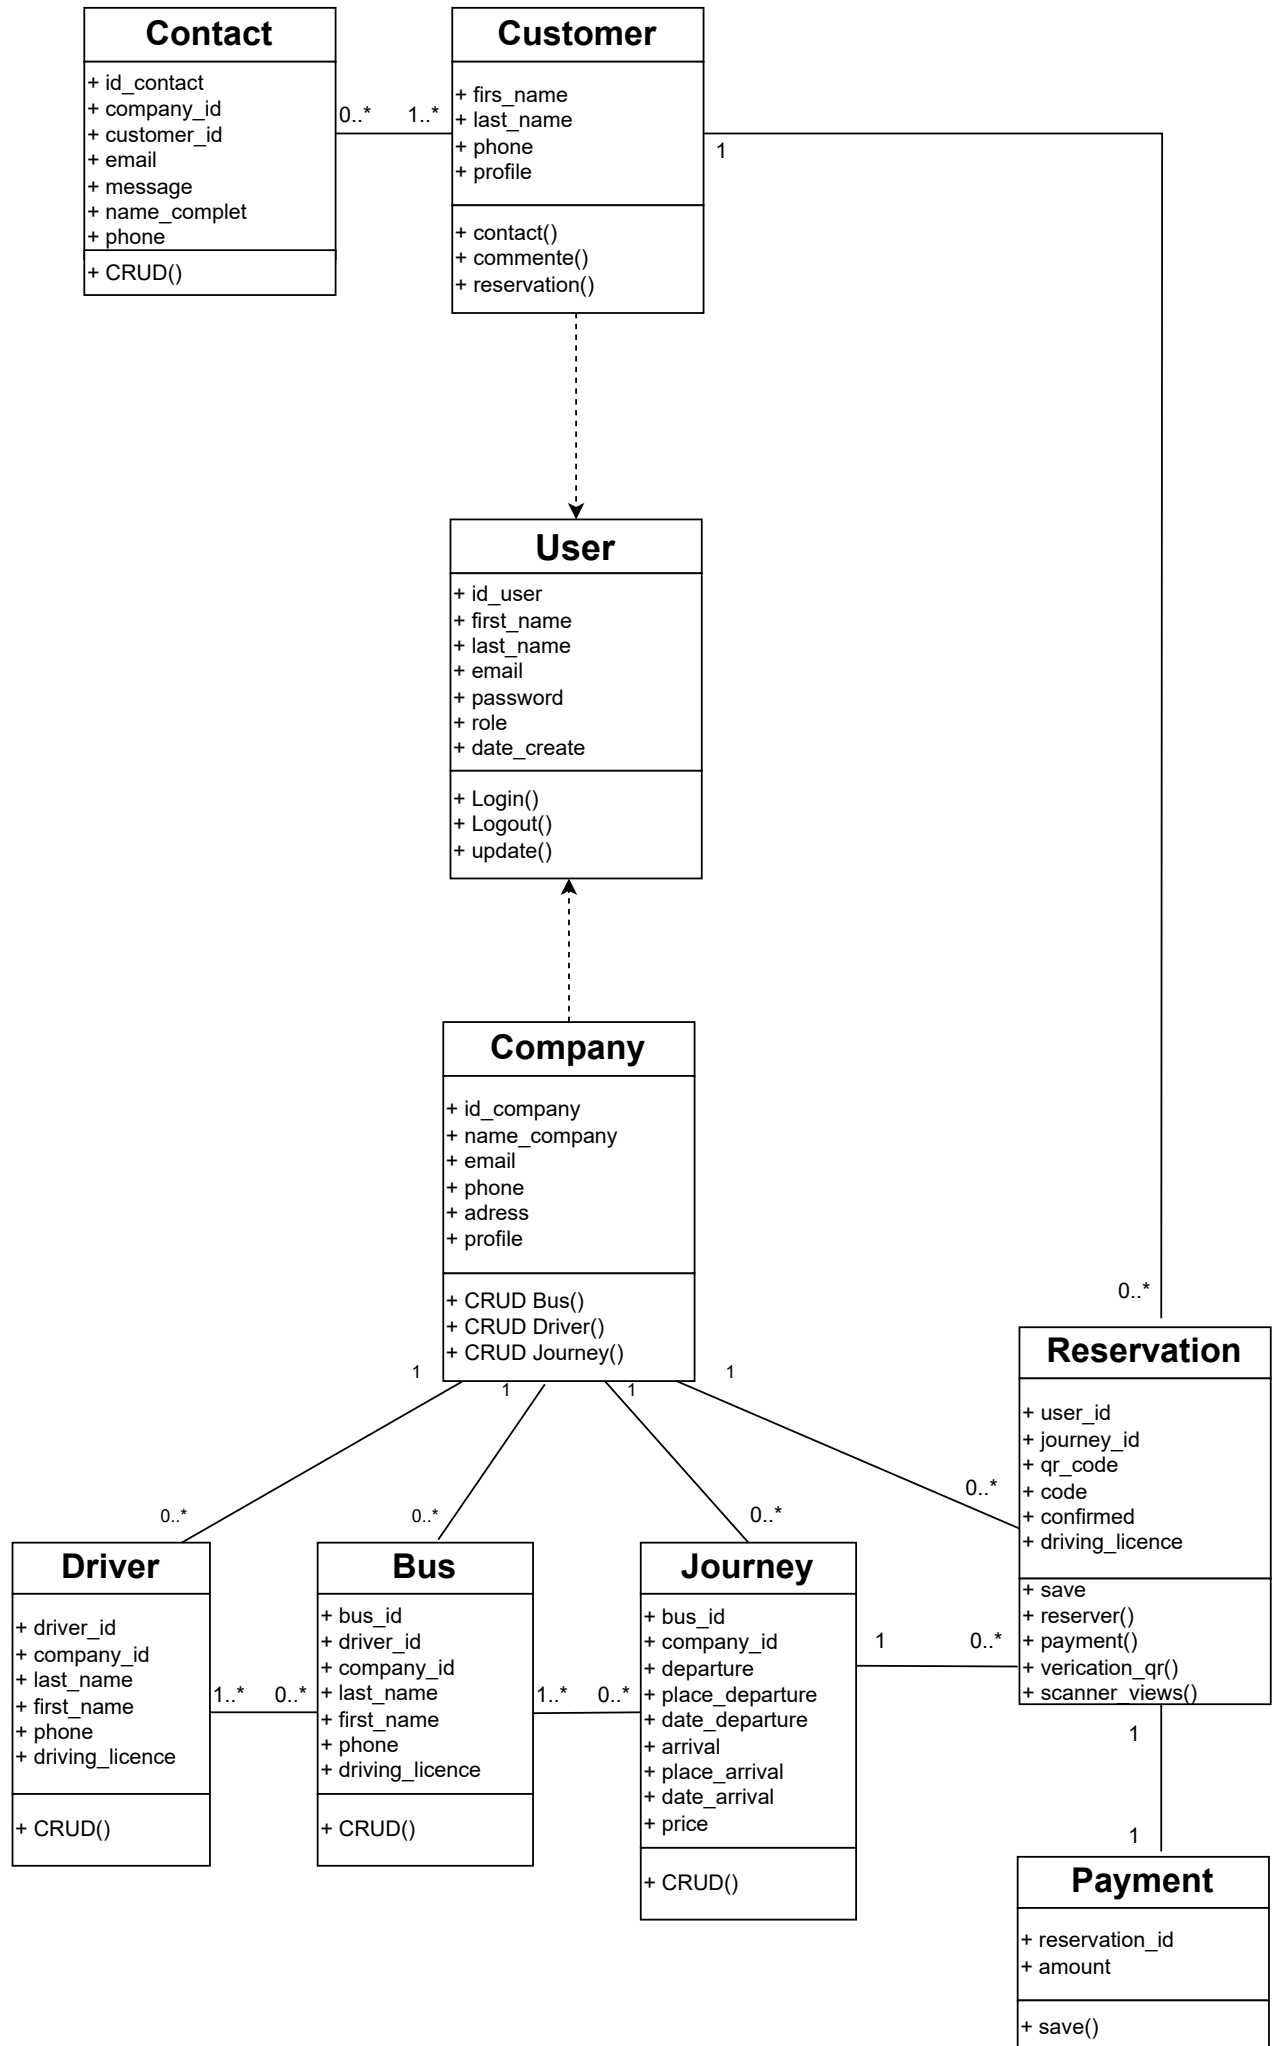 Contact
+ id_contact
+ company_id
+ customer_id
+ email
+ message
+ name_complet
+ phone
+ CRUD()
0..*
1..*
Customer
+ firs_name
+ last_name
+ phone
+ profile
+ contact()
+ commente()
+ reservation()
1
User
+ id_user
+ first_name
+ last_name
+ email
+ password
+ role
+ date_create
+ Login()
+ Logout()
+ update()
Company
+ id_company
+ name_company
+ email
+ phone
+ adress
+ profile
+ CRUD Bus()
+ CRUD Driver()
+ CRUD Journey()
1
1
1
1
0..*
0..*
0..*
0..*
0..*
Reservation
+ user_id
+ journey_id
+ qr_code
+ code
+ confirmed
+ driving_licence
+ save
+ reserver()
+ payment()
+ verication_qr()
+ scanner_views()
Driver
+ driver_id
+ company_id
+ last_name
+ first_name
+ phone
+ driving_licence
+ CRUD()
1..*
0..*
Bus
+ bus_id
+ driver_id
+ company_id
+ last_name
+ first_name
+ phone
+ driving_licence
+ CRUD()
1..*
0..*
Journey
+ bus_id
+ company_id
+ departure
+ place_departure
+ date_departure
+ arrival
+ place_arrival
+ date_arrival
+ price
+ CRUD()
1
0..*
1
1
Payment
+ reservation_id
+ amount
+ save()